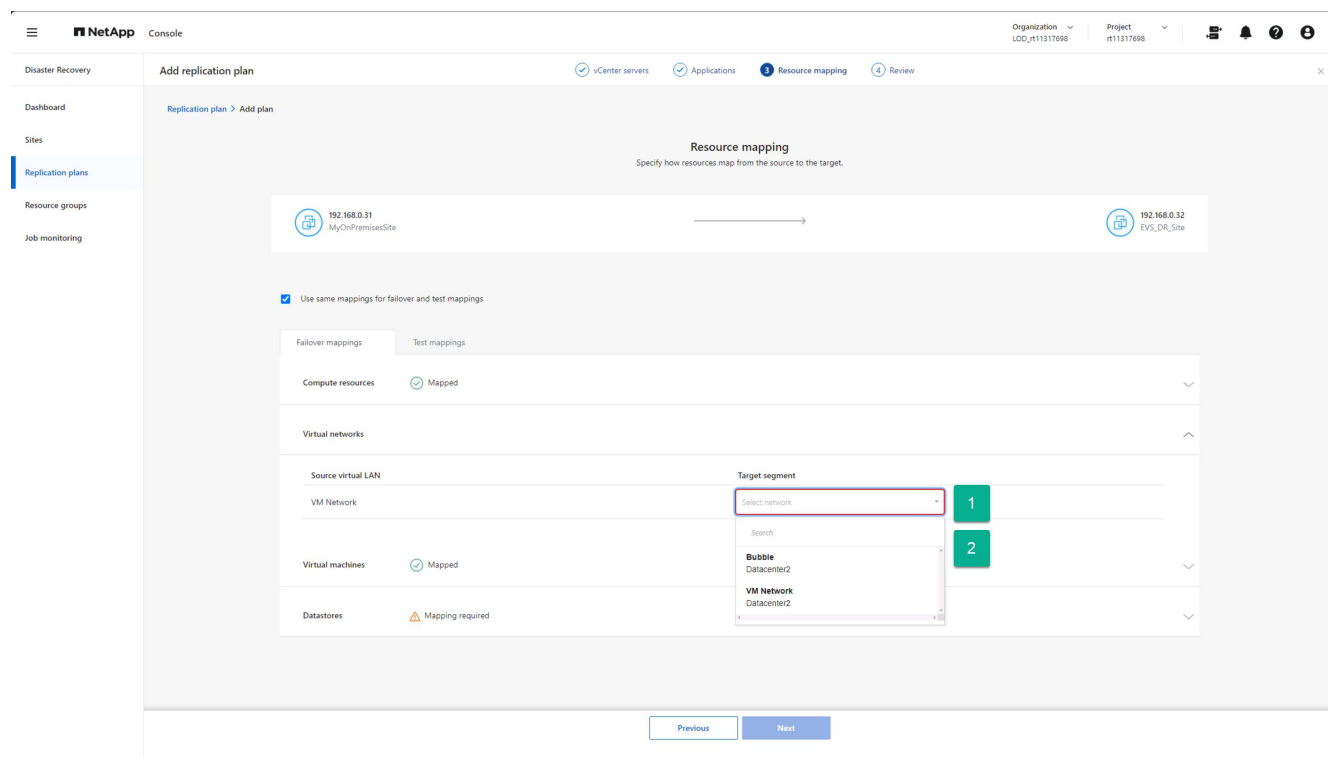 NetApp Console
Organization
LOD_rt11317698
Project
rt11317698
Disaster Recovery
Add replication plan
vCenter servers
Applications
3 Resource mapping
4 Review
Dashboard
Sites
Replication plans
Resource groups
Job monitoring
Replication plan > Add plan
Resource mapping
Specify how resources map from the source to the target.
192.168.0.31
MyOnPremisesSite
192.168.0.32
EVS_DR_Site
Use same mappings for failover and test mappings
Failover mappings
Test mappings
Compute resources
Mapped
Virtual networks
Source virtual LAN
Target segment
VM Network
Select network
1
Search
2
Bubble
Datacenter2
VM Network
Datacenter2
Virtual machines
Mapped
Datastores
Mapping required
Previous
Next